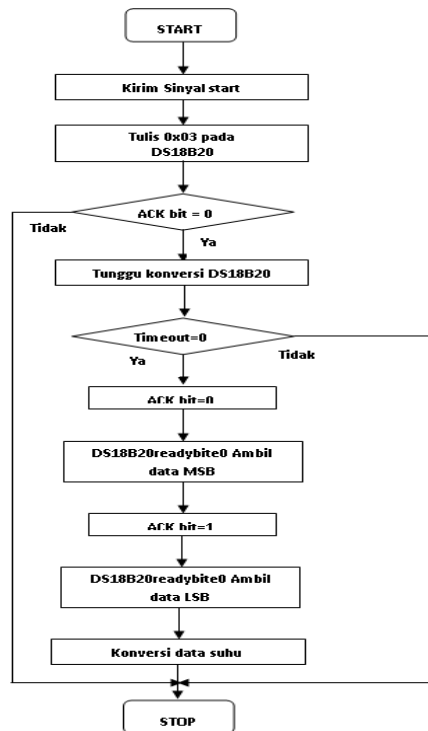 START
Kirim Sinyal start
Tulis 0x03 pada
DS18B20
ACK bit = 0
Tidak
Ya
Tunggu konversi DS18B20
Timeout=0
Ya
Tidak
ACK bit=0
DS18B20readybite0 Ambil
data MSB
ACK bit=1
DS18B20readybite0 Ambil
data LSB
Konversi data suhu
STOP